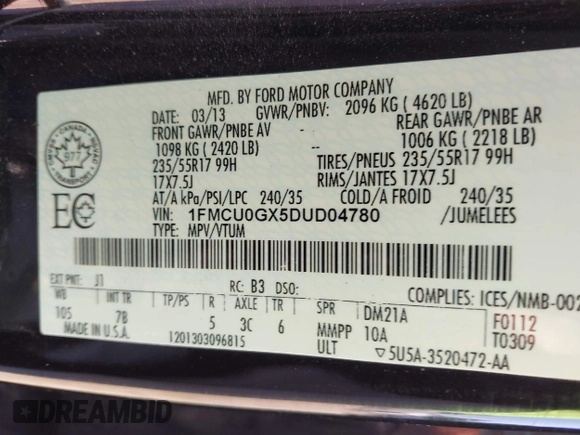 MFD. BY FORD MOTOR COMPANY
DATE: 03/13 GVWR/PNBV: 2096 KG ( 4620 LB)
FRONT GAWR/PNBE AV -- REAR GAWR/PNBE AR
1098 KG ( 2420 LB) 1006 KG ( 2218 LB)
235/55R17 99H TIRES/PNEUS 235/55R17 99H
17X7.5J RIMS/JANTES 17X7.5J
AT/A kPa/PSI/LPC 240/35 COLD/A FROID 240/35
VIN: 1FMCU0GX5DUD04780 /JUMELEES
TYPE: MPV/VTUM
CANADA
977
TRANSPORT
EC
EXT PNT: J1 RC: B3 DSO: COMPLIES: ICES/NMB-002
WB INT TR TP/PS R AXLE TR SPR DM21A F0112
105 7B 5 3C 6 MMPP 10A T0309
MADE IN U.S.A. 1201303096815 ULT ▽5U5A-3520472-AA
DREAMBID